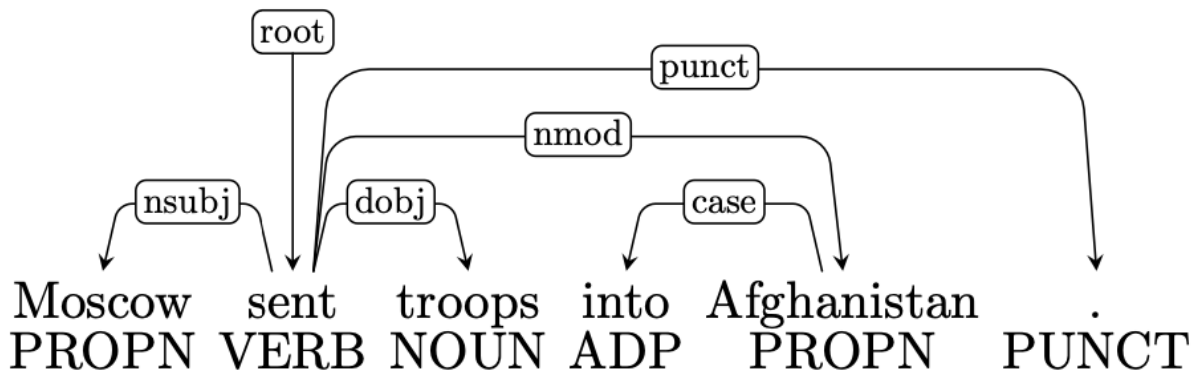 root
punct
nmod
nsubj dobj case
Moscow sent troops into Afghanistan .
PROPN VERB NOUN ADP PROPN PUNCT